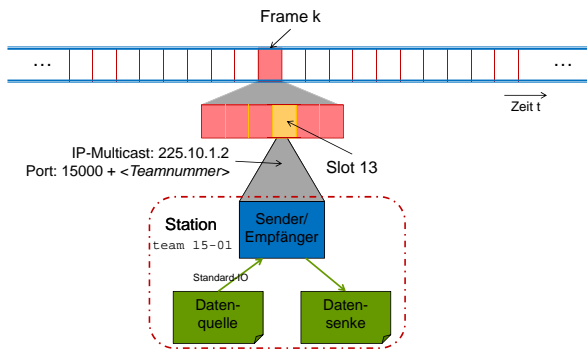 Frame k
...
...
Zeit t
IP-Multicast: 225.10.1.2
Port: 15000 + <Teamnummer>
Slot 13
Station
team 15-01
Sender/
Empfänger
Standard-IO
Daten-
quelle
Daten-
senke